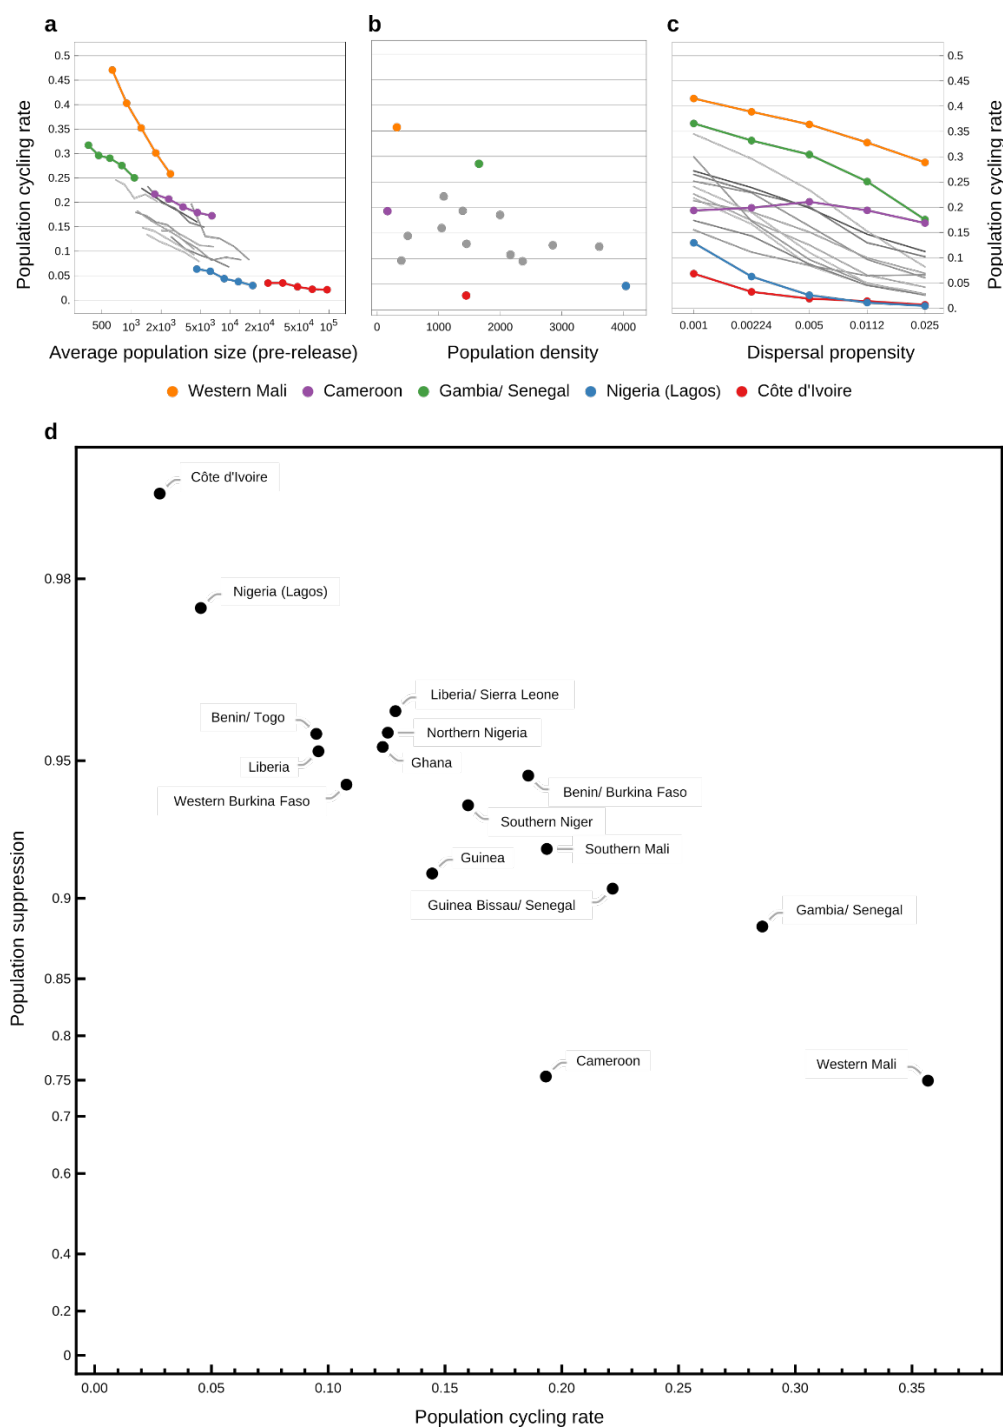 a
b
c
Population cycling rate
0.5
0.45
0.4
0.35
0.3
0.25
0.2
0.15
0.1
0.05
0.
500
10³
2x10³
5x10³
10⁴
2x10⁴
5x10⁴
10⁵
Average population size (pre-release)
0
1000
2000
3000
4000
Population density
0.5
0.45
0.4
0.35
0.3
0.25
0.2
0.15
0.1
0.05
0.
Population cycling rate
0.001
0.00224
0.005
0.0112
0.025
Dispersal propensity
Western Mali
Cameroon
Gambia/ Senegal
Nigeria (Lagos)
Côte d'Ivoire
d
Côte d'Ivoire
Nigeria (Lagos)
Liberia/ Sierra Leone
Benin/ Togo
Northern Nigeria
Liberia
Ghana
Western Burkina Faso
Benin/ Burkina Faso
Southern Niger
Southern Mali
Guinea
Guinea Bissau/ Senegal
Gambia/ Senegal
Cameroon
Western Mali
Population suppression
0.98
0.95
0.9
0.85
0.8
0.75
0.7
0.6
0.4
0.2
0
0.00
0.05
0.10
0.15
0.20
0.25
0.30
0.35
Population cycling rate